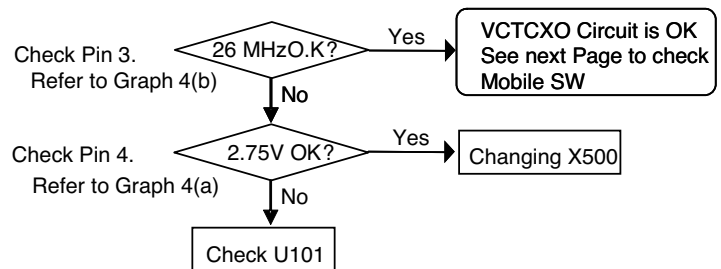 Check Pin 3.
Refer to Graph 4(b)
26 MHzO.K?
Yes
VCTCXO Circuit is OK
See next Page to check
Mobile SW
No
Check Pin 4.
Refer to Graph 4(a)
2.75V OK?
Yes
Changing X500
No
Check U101